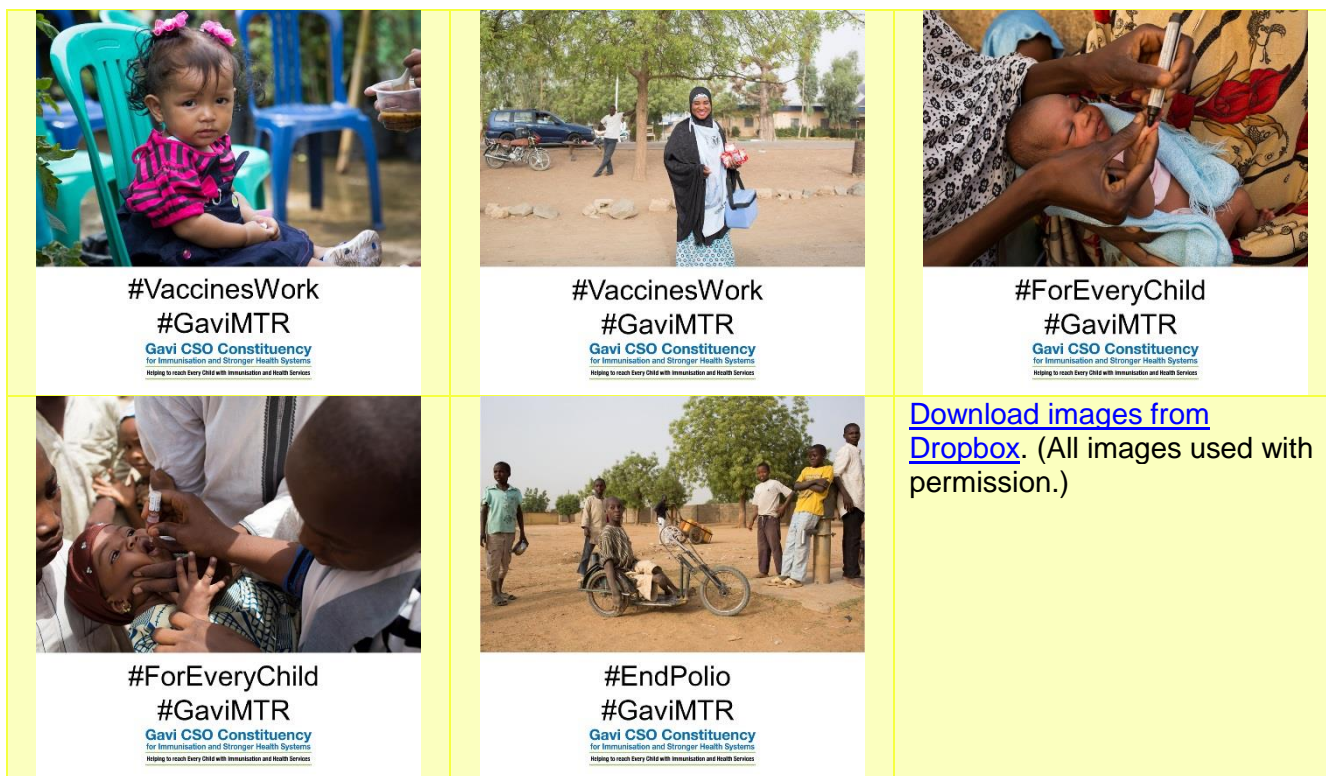 #VaccinesWork
#GaviMTR
Gavi CSO Constituency
for Immunisation and Stronger Health Systems
Helping to reach Every Child with Immunisation and Health Services
#VaccinesWork
#GaviMTR
Gavi CSO Constituency
for Immunisation and Stronger Health Systems
Helping to reach Every Child with Immunisation and Health Services
#ForEveryChild
#GaviMTR
Gavi CSO Constituency
for Immunisation and Stronger Health Systems
Helping to reach Every Child with Immunisation and Health Services
#ForEveryChild
#GaviMTR
Gavi CSO Constituency
for Immunisation and Stronger Health Systems
Helping to reach Every Child with Immunisation and Health Services
#EndPolio
#GaviMTR
Gavi CSO Constituency
for Immunisation and Stronger Health Systems
Helping to reach Every Child with Immunisation and Health Services
Download images from
Dropbox. (All images used with
permission.)